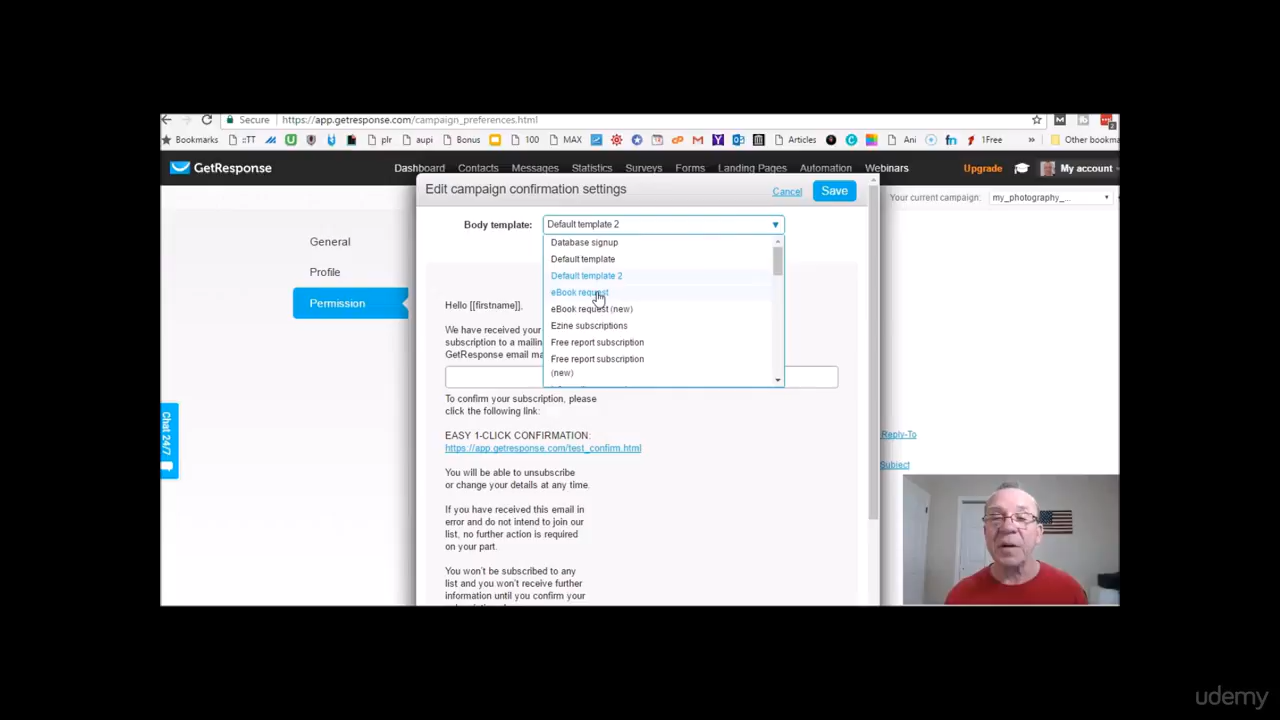 Secure https://app.getresponse.com/campaign_preferences.html
Bookmarks :TT plr aupi Bonus 100 MAX Articles Ani 1Free » Other bookma
GetResponse Dashboard Contacts Messages Statistics Surveys Forms Landing Pages Automation Webinars Upgrade My account
Edit campaign confirmation settings Cancel Save
Your current campaign: my_photography_...
Body template: Default template 2
General
Profile
Permission
Database signup
Default template
Default template 2
eBook request
eBook request (new)
Ezine subscriptions
Free report subscription
Free report subscription
(new)
Hello [[firstname]],
We have received your
subscription to a mailin
GetResponse email ma
To confirm your subscription, please
click the following link:
EASY 1-CLICK CONFIRMATION:
https://app.getresponse.com/test_confirm.html
You will be able to unsubscribe
or change your details at any time.
If you have received this email in
error and do not intend to join our
list, no further action is required
on your part.
You won't be subscribed to any
list and you won't receive further
information until you confirm your
Reply-To
Subject
Chat 24/7
udemy